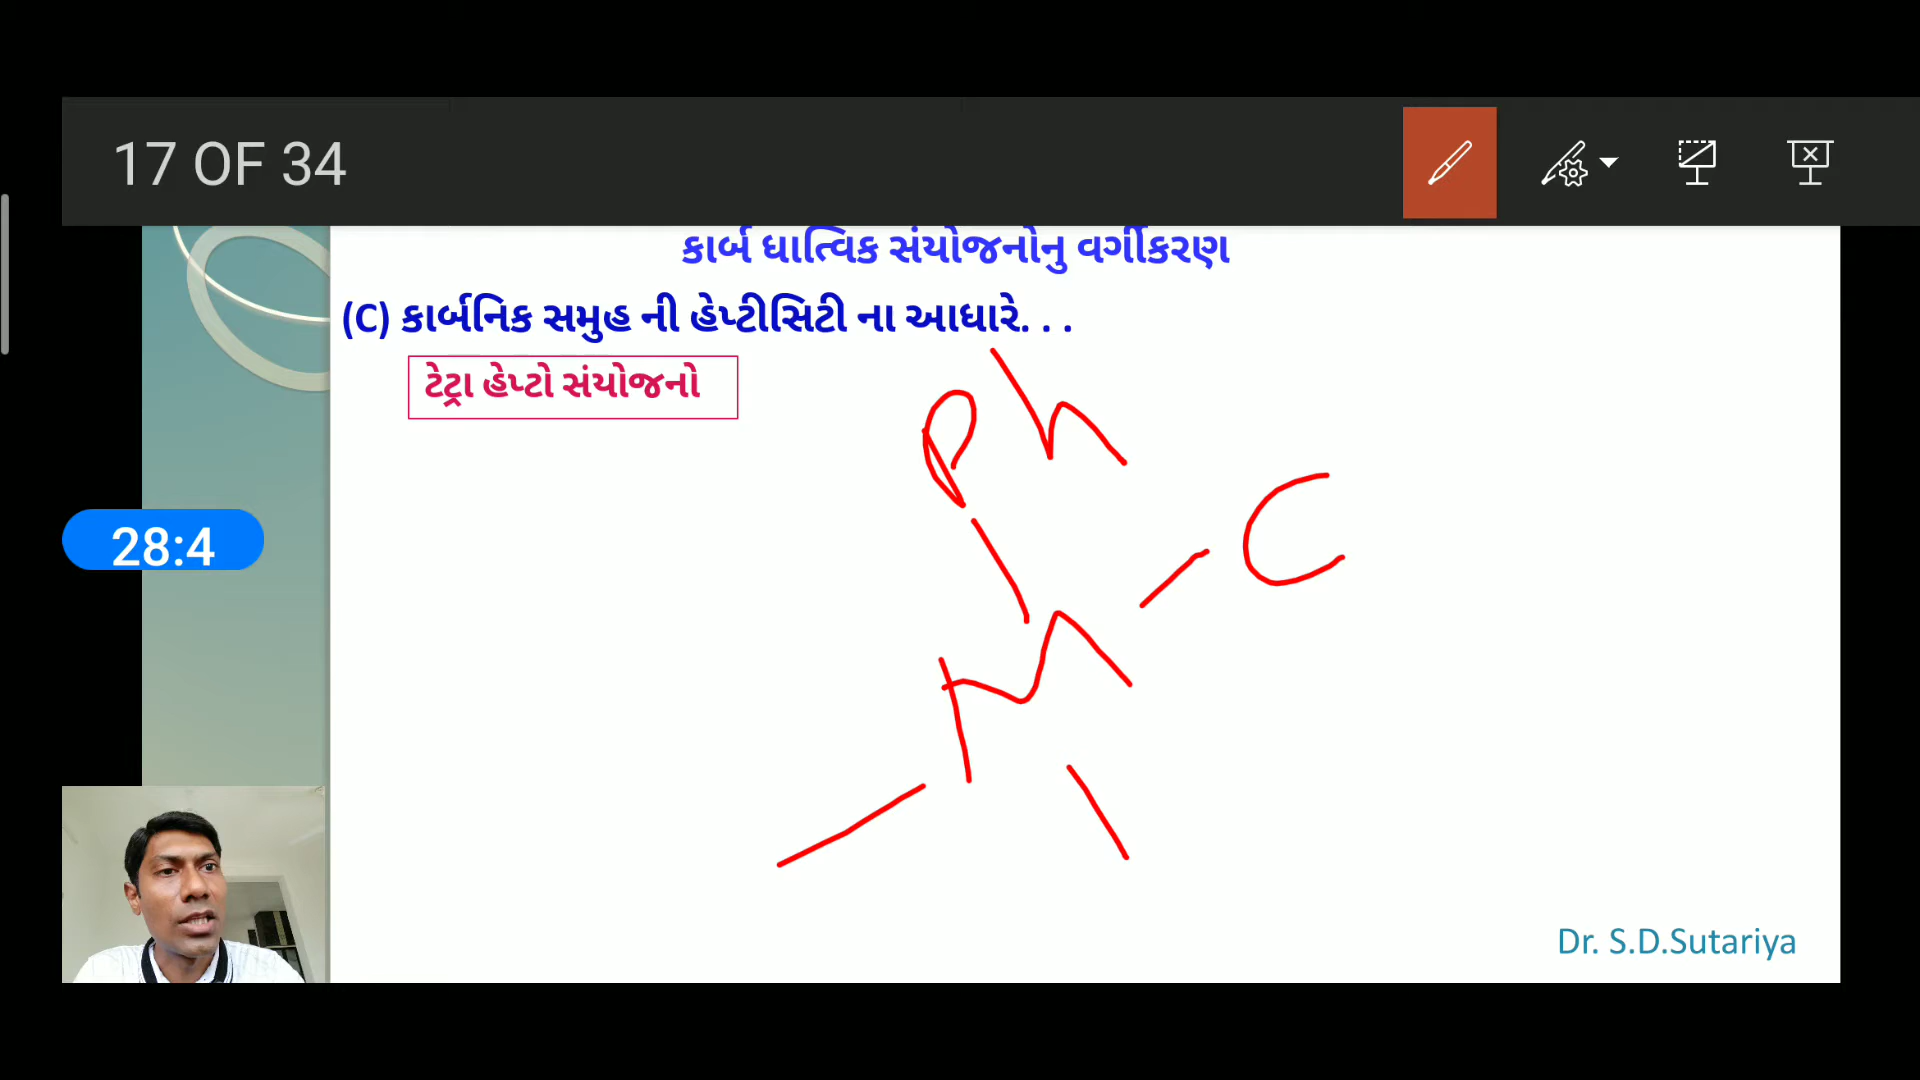 17 OF 34
કાર્બ ધાત્વિક સંયોજનોનુ વર્ગીકરણ
(C) કાર્બનિક સમુહ ની હેપ્ટીસિટી ના આધારે. . .
ટેટ્રા હેપ્ટો સંયોજનો
Ph
C
M
28:4
Dr. S.D.Sutariya